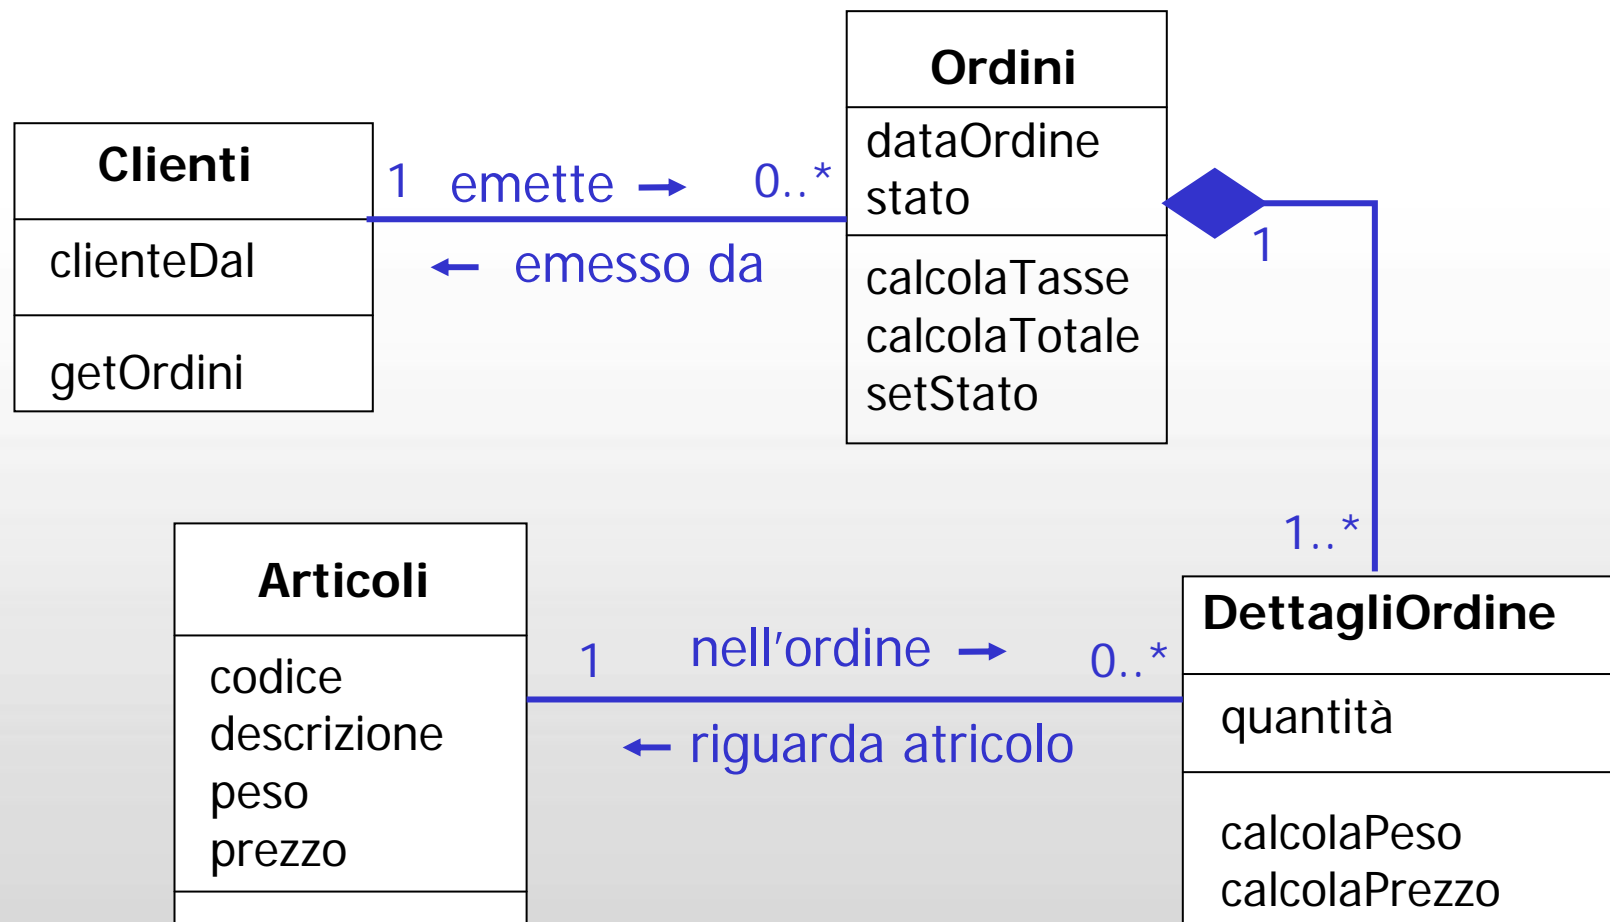 Clienti
clienteDal
getOrdini
1 emette → 0..*
← emesso da
Ordini
dataOrdine
stato
calcolaTasse
calcolaTotale
setStato
1
1..*
Articoli
codice
descrizione
peso
prezzo
1 nell'ordine → 0..*
← riguarda atricolo
DettagliOrdine
quantità
calcolaPeso
calcolaPrezzo